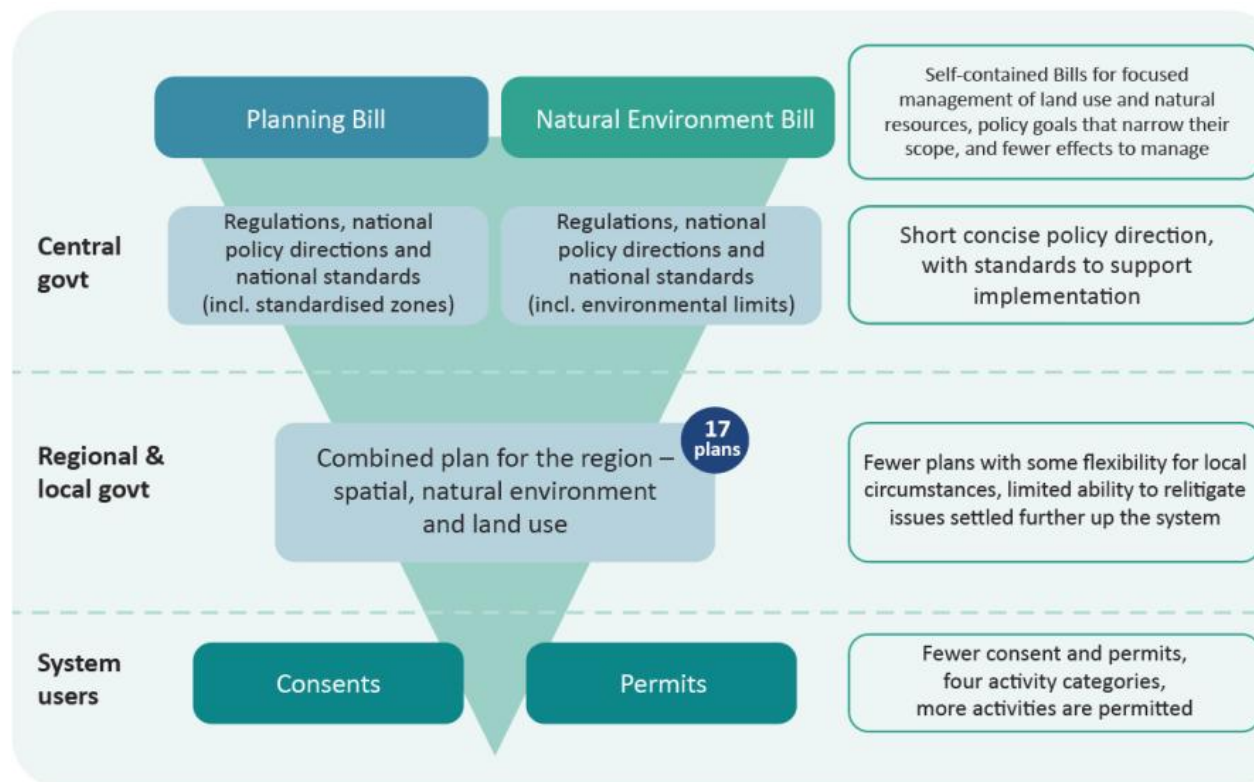 Planning Bill
Natural Environment Bill
Self-contained Bills for focused
management of land use and natural
resources, policy goals that narrow their
scope, and fewer effects to manage
Central
govt
Regulations, national
policy directions and
national standards
(incl. standardised zones)
Regulations, national
policy directions and
national standards
(incl. environmental limits)
Short concise policy direction,
with standards to support
implementation
Regional &
local govt
Combined plan for the region –
spatial, natural environment
and land use
17
plans
Fewer plans with some flexibility for local
circumstances, limited ability to relitigate
issues settled further up the system
System
users
Consents
Permits
Fewer consent and permits,
four activity categories,
more activities are permitted